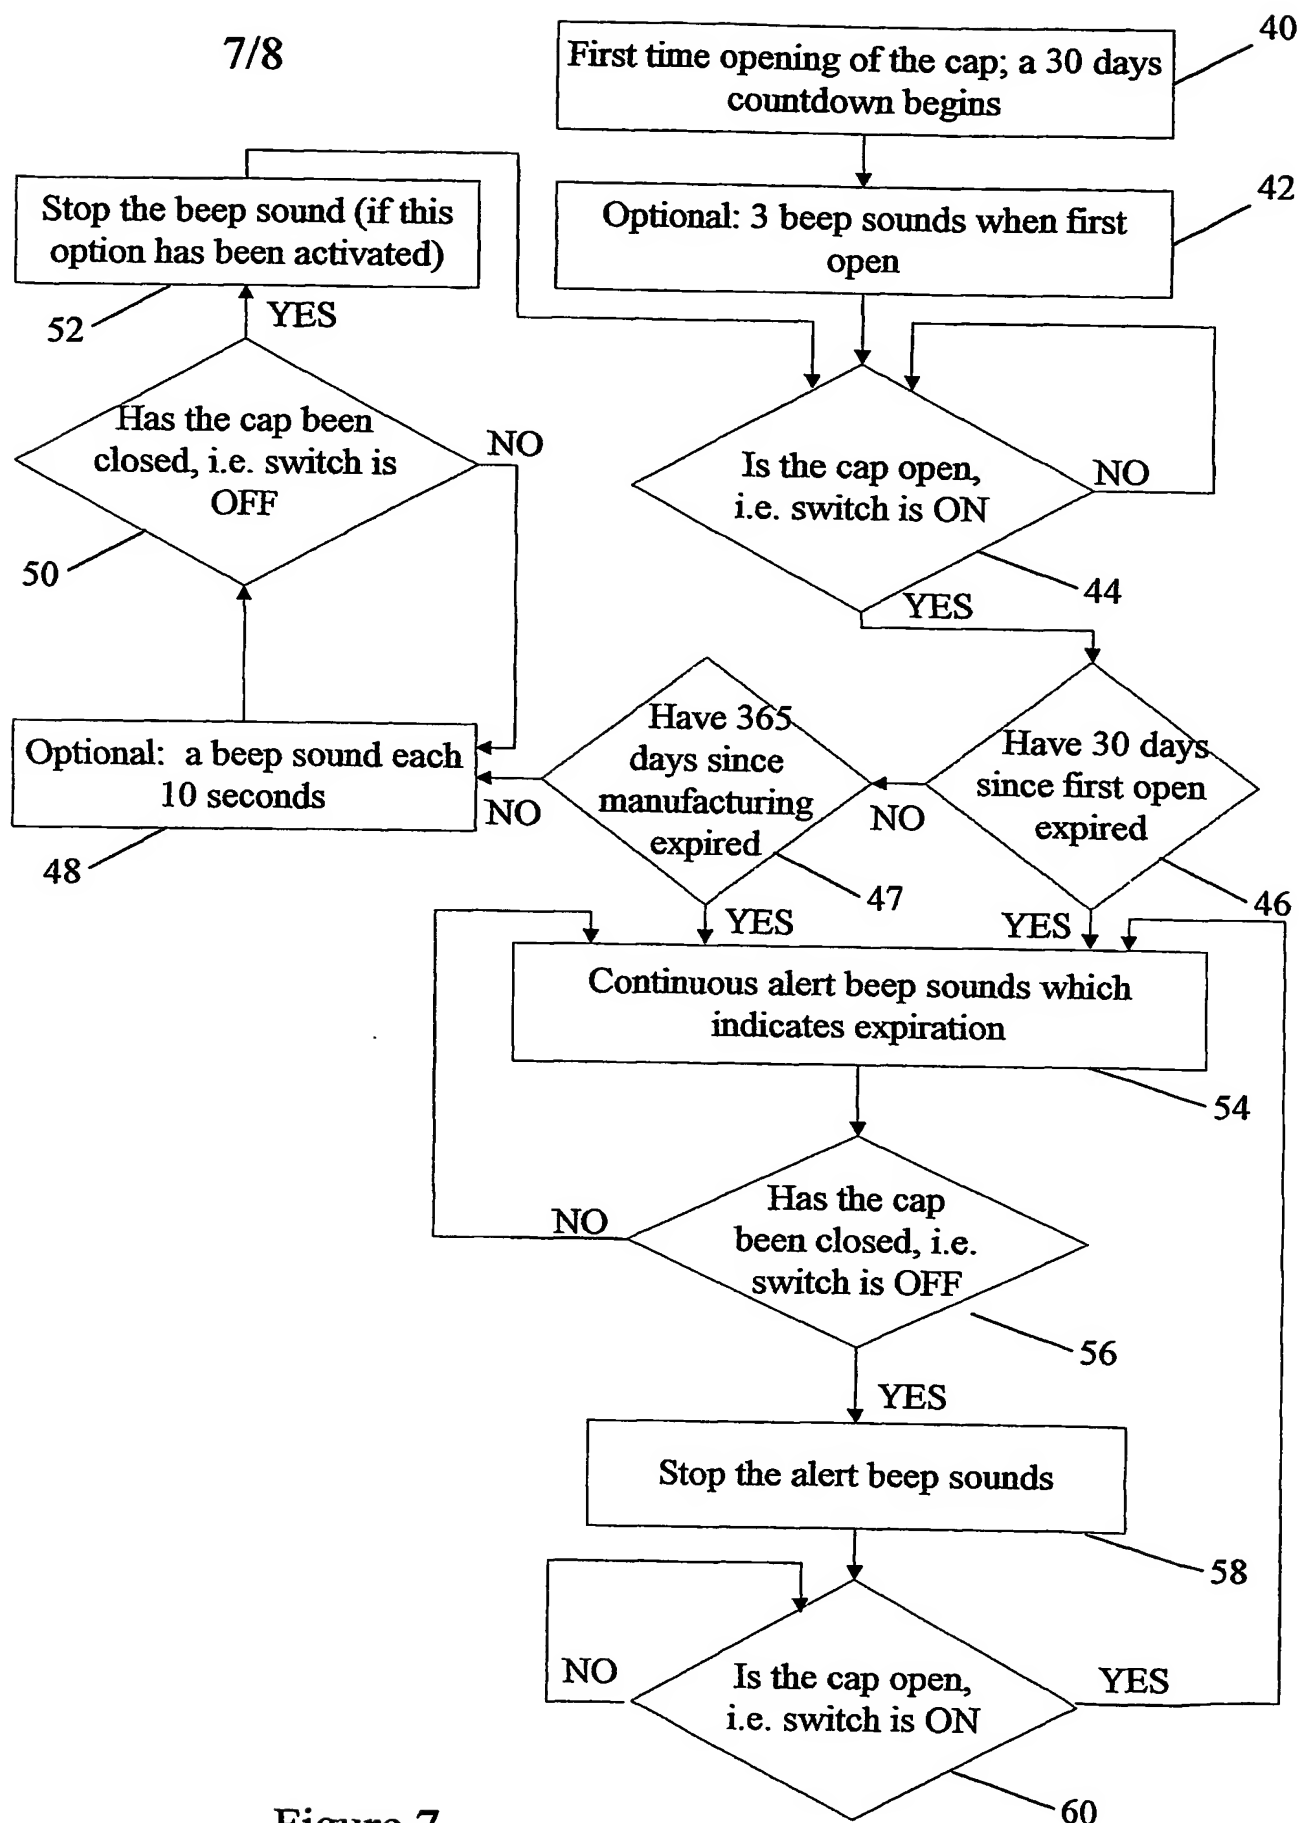 7/8
40
First time opening of the cap; a 30 days
countdown begins
42
Optional: 3 beep sounds when first
open
Stop the beep sound (if this
option has been activated)
52
YES
Has the cap been
closed, i.e. switch is
OFF
NO
50
Is the cap open,
i.e. switch is ON
NO
44
YES
Optional: a beep sound each
10 seconds
48
NO
Have 365
days since
manufacturing
expired
47
NO
Have 30 days
since first open
expired
46
YES
YES
Continuous alert beep sounds which
indicates expiration
54
NO
Has the cap
been closed, i.e.
switch is OFF
56
YES
Stop the alert beep sounds
58
NO
Is the cap open,
i.e. switch is ON
YES
60
Figure 7